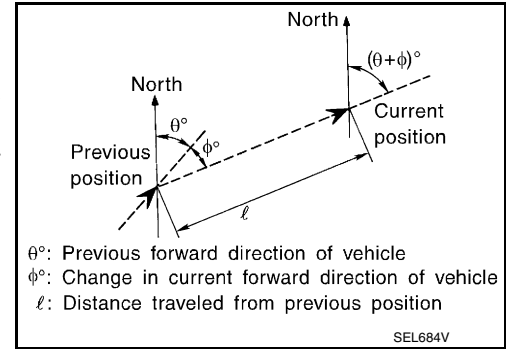 North
(θ+ϕ)°
North
θ°
ϕ°
Current
position
Previous
position
ℓ
θ°: Previous forward direction of vehicle
ϕ°: Change in current forward direction of vehicle
ℓ: Distance traveled from previous position
SEL684V